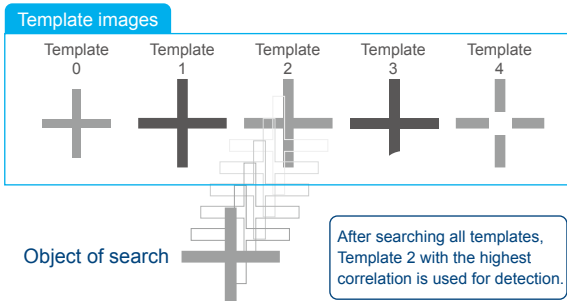 Template images
Template Template Template Template Template
0 1 2 3 4
Object of search
After searching all templates,
Template 2 with the highest
correlation is used for detection.